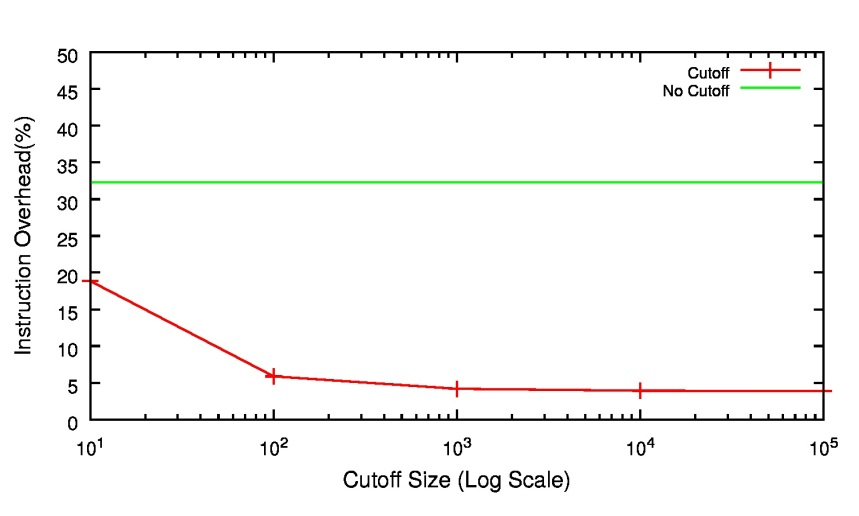 50
45
40
35
30
25
20
15
10
5
0
Instruction Overhead(%)
Cutoff
No Cutoff
10¹ 10² 10³ 10⁴ 10⁵
Cutoff Size (Log Scale)